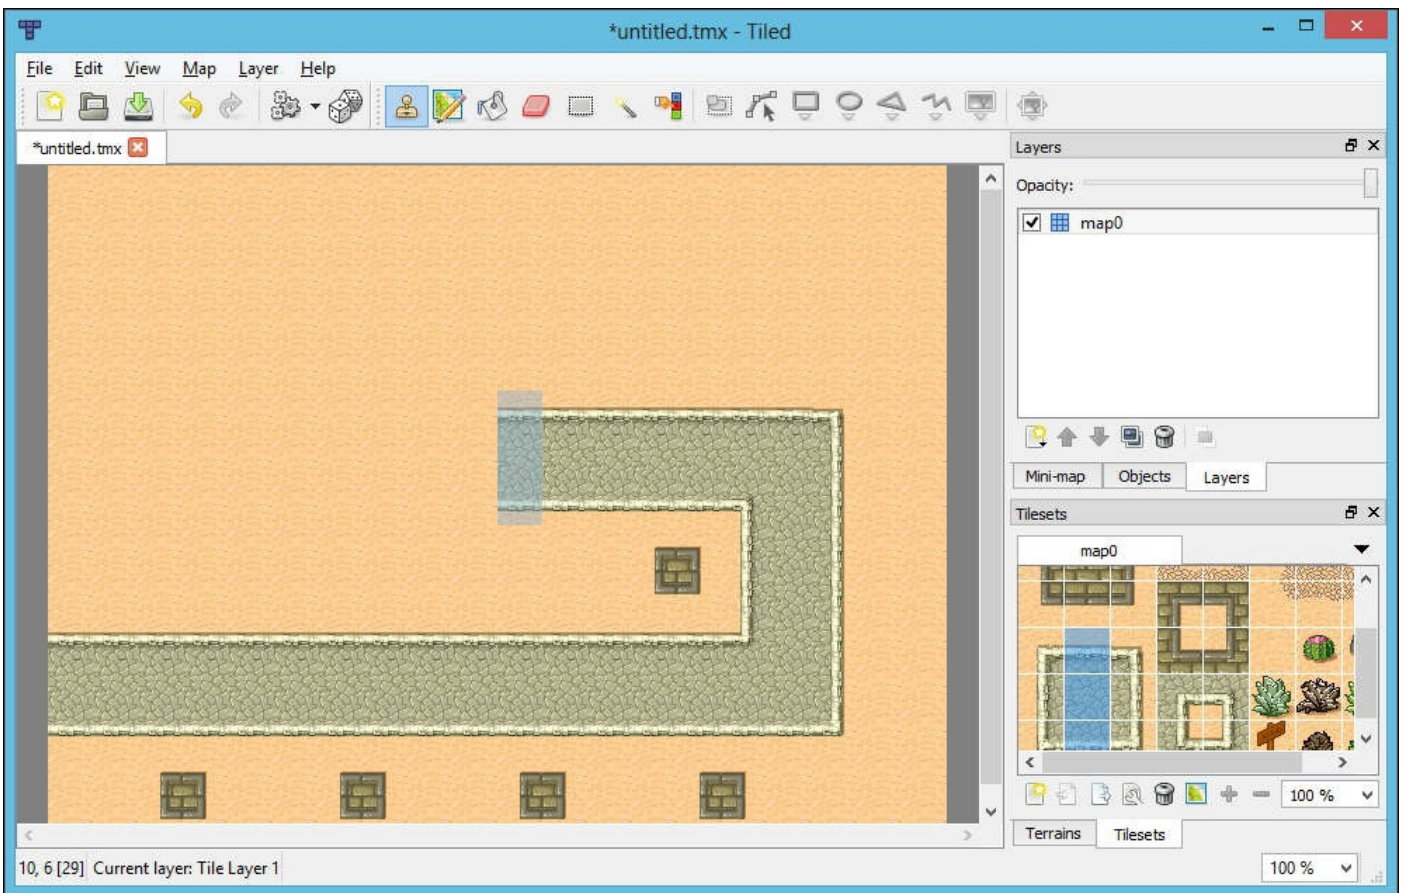 *untitled.tmx - Tiled
File Edit View Map Layer Help
*untitled.tmx
Layers
Opacity:
map0
Mini-map Objects Layers
Tilesets
map0
100 %
Terrains Tilesets
10, 6 [29] Current layer: Tile Layer 1
100 %